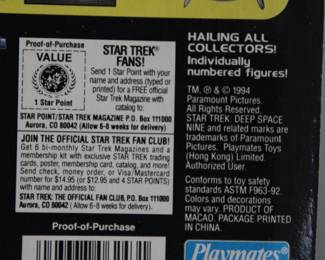 Proof-of-Purchase
VALUE
1 Star Point
STAR TREK®
FANS!
Send 1 Star Point with your
name and address (typed or
printed) for a FREE official
Star Trek Magazine with
catalog to:
STAR POINT/STAR TREK MAGAZINE P.O. Box 111000
Aurora, CO 80042 (Allow 6-8 weeks for delivery)
JOIN THE OFFICIAL STAR TREK FAN CLUB!
Get 6 bi-monthly Star Trek Magazines and a
membership kit with exclusive STAR TREK trading
cards, poster, membership card, catalog, and more!
Send check, money order, or Visa/Mastercard
number for $14.95 (or $12.95 and 4 STAR POINTS)
with name and address to:
STAR TREK: THE OFFICIAL FAN CLUB, P.O. Box 111000
Aurora, CO 80042 ( Allow 6-8 weeks for delivery).
Proof-of-Purchase
HAILING ALL
COLLECTORS!
Individually
numbered figures!
TM, ® & © 1994
Paramount Pictures.
All Rights Reserved.
STAR TREK: DEEP SPACE
NINE and related marks are
trademarks of Paramount
Pictures. Playmates Toys
(Hong Kong) Limited.
Authorized User.
Conforms to toy safety
standards ASTM F963-92.
Colors and decorations
may vary. PRODUCT OF
MACAO. PACKAGE PRINTED
IN CHINA.
Playmates®